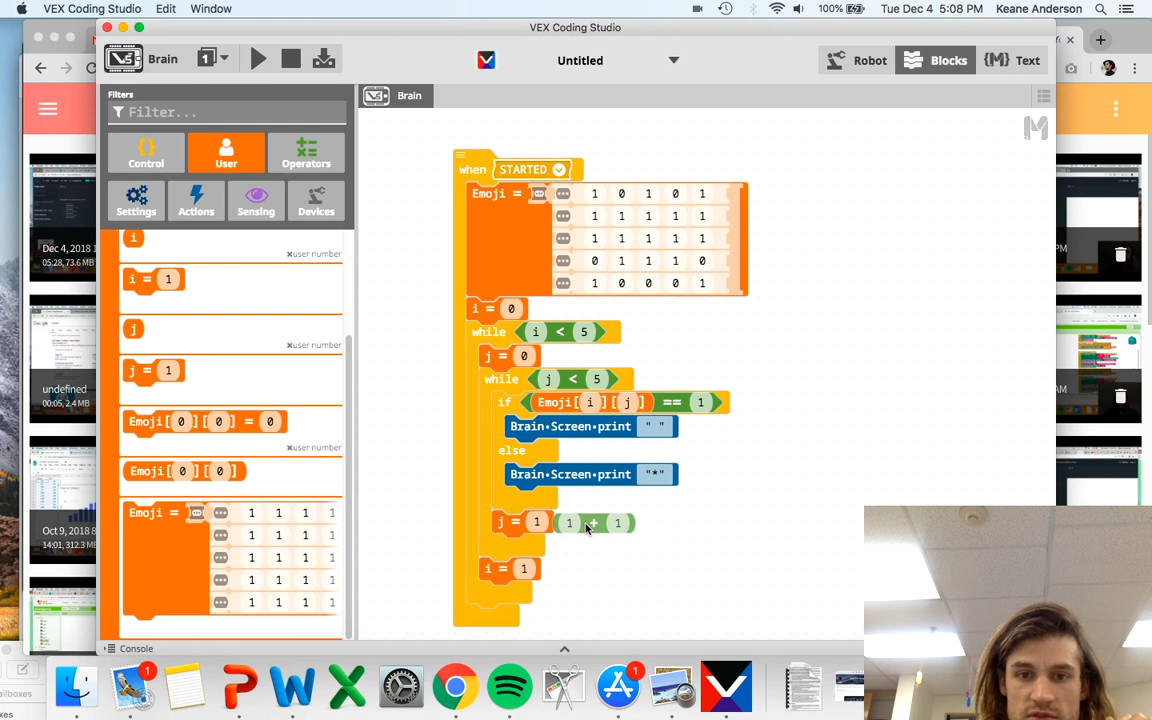 VEX Coding Studio Edit Window 100% Tue Dec 4 5:08 PM Keane Anderson
VEX Coding Studio
Brain 1 Untitled Robot Blocks {M} Text
Filters
Filter...
Brain
Control User Operators
Settings Actions Sensing Devices
i
user number
i = 1
j
user number
j = 1
Emoji[ 0 ][ 0 ] = 0
user number
Emoji[ 0 ][ 0 ]
Emoji = 1 1 1 1
1 1 1 1
1 1 1 1
1 1 1 1
1 1 1 1
when STARTED
Emoji = 1 0 1 0 1
1 1 1 1 1
1 1 1 1 1
0 1 1 1 0
1 0 0 0 1
i = 0
while i < 5
j = 0
while j < 5
if Emoji[ i ][ j ] == 1
Brain.Screen.print " "
else
Brain.Screen.print "*"
j = 1 1 + 1
i = 1
Console
Dec 4, 2018 1
05:28, 73.6 MB
undefined
00:05, 2.4 MB
Oct 9, 2018 8
14:01, 312.3 M
PM
1
1